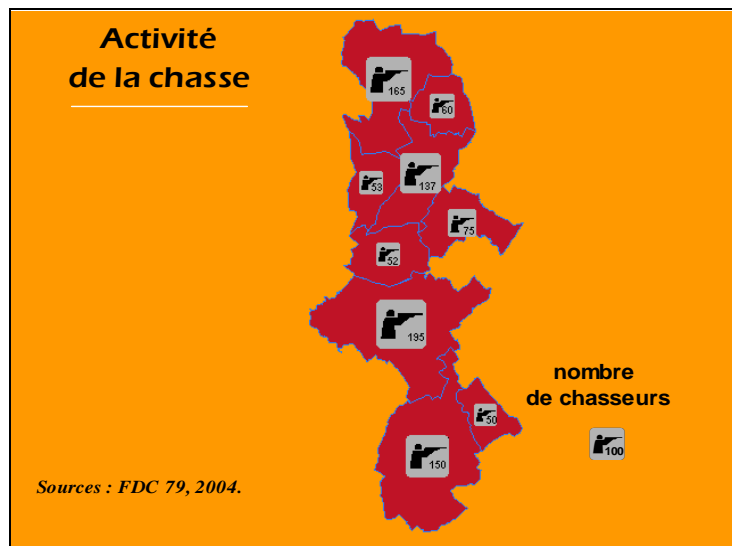 Activité
de la chasse
165
60
53
137
75
52
195
nombre
de chasseurs
50
100
150
Sources : FDC 79, 2004.